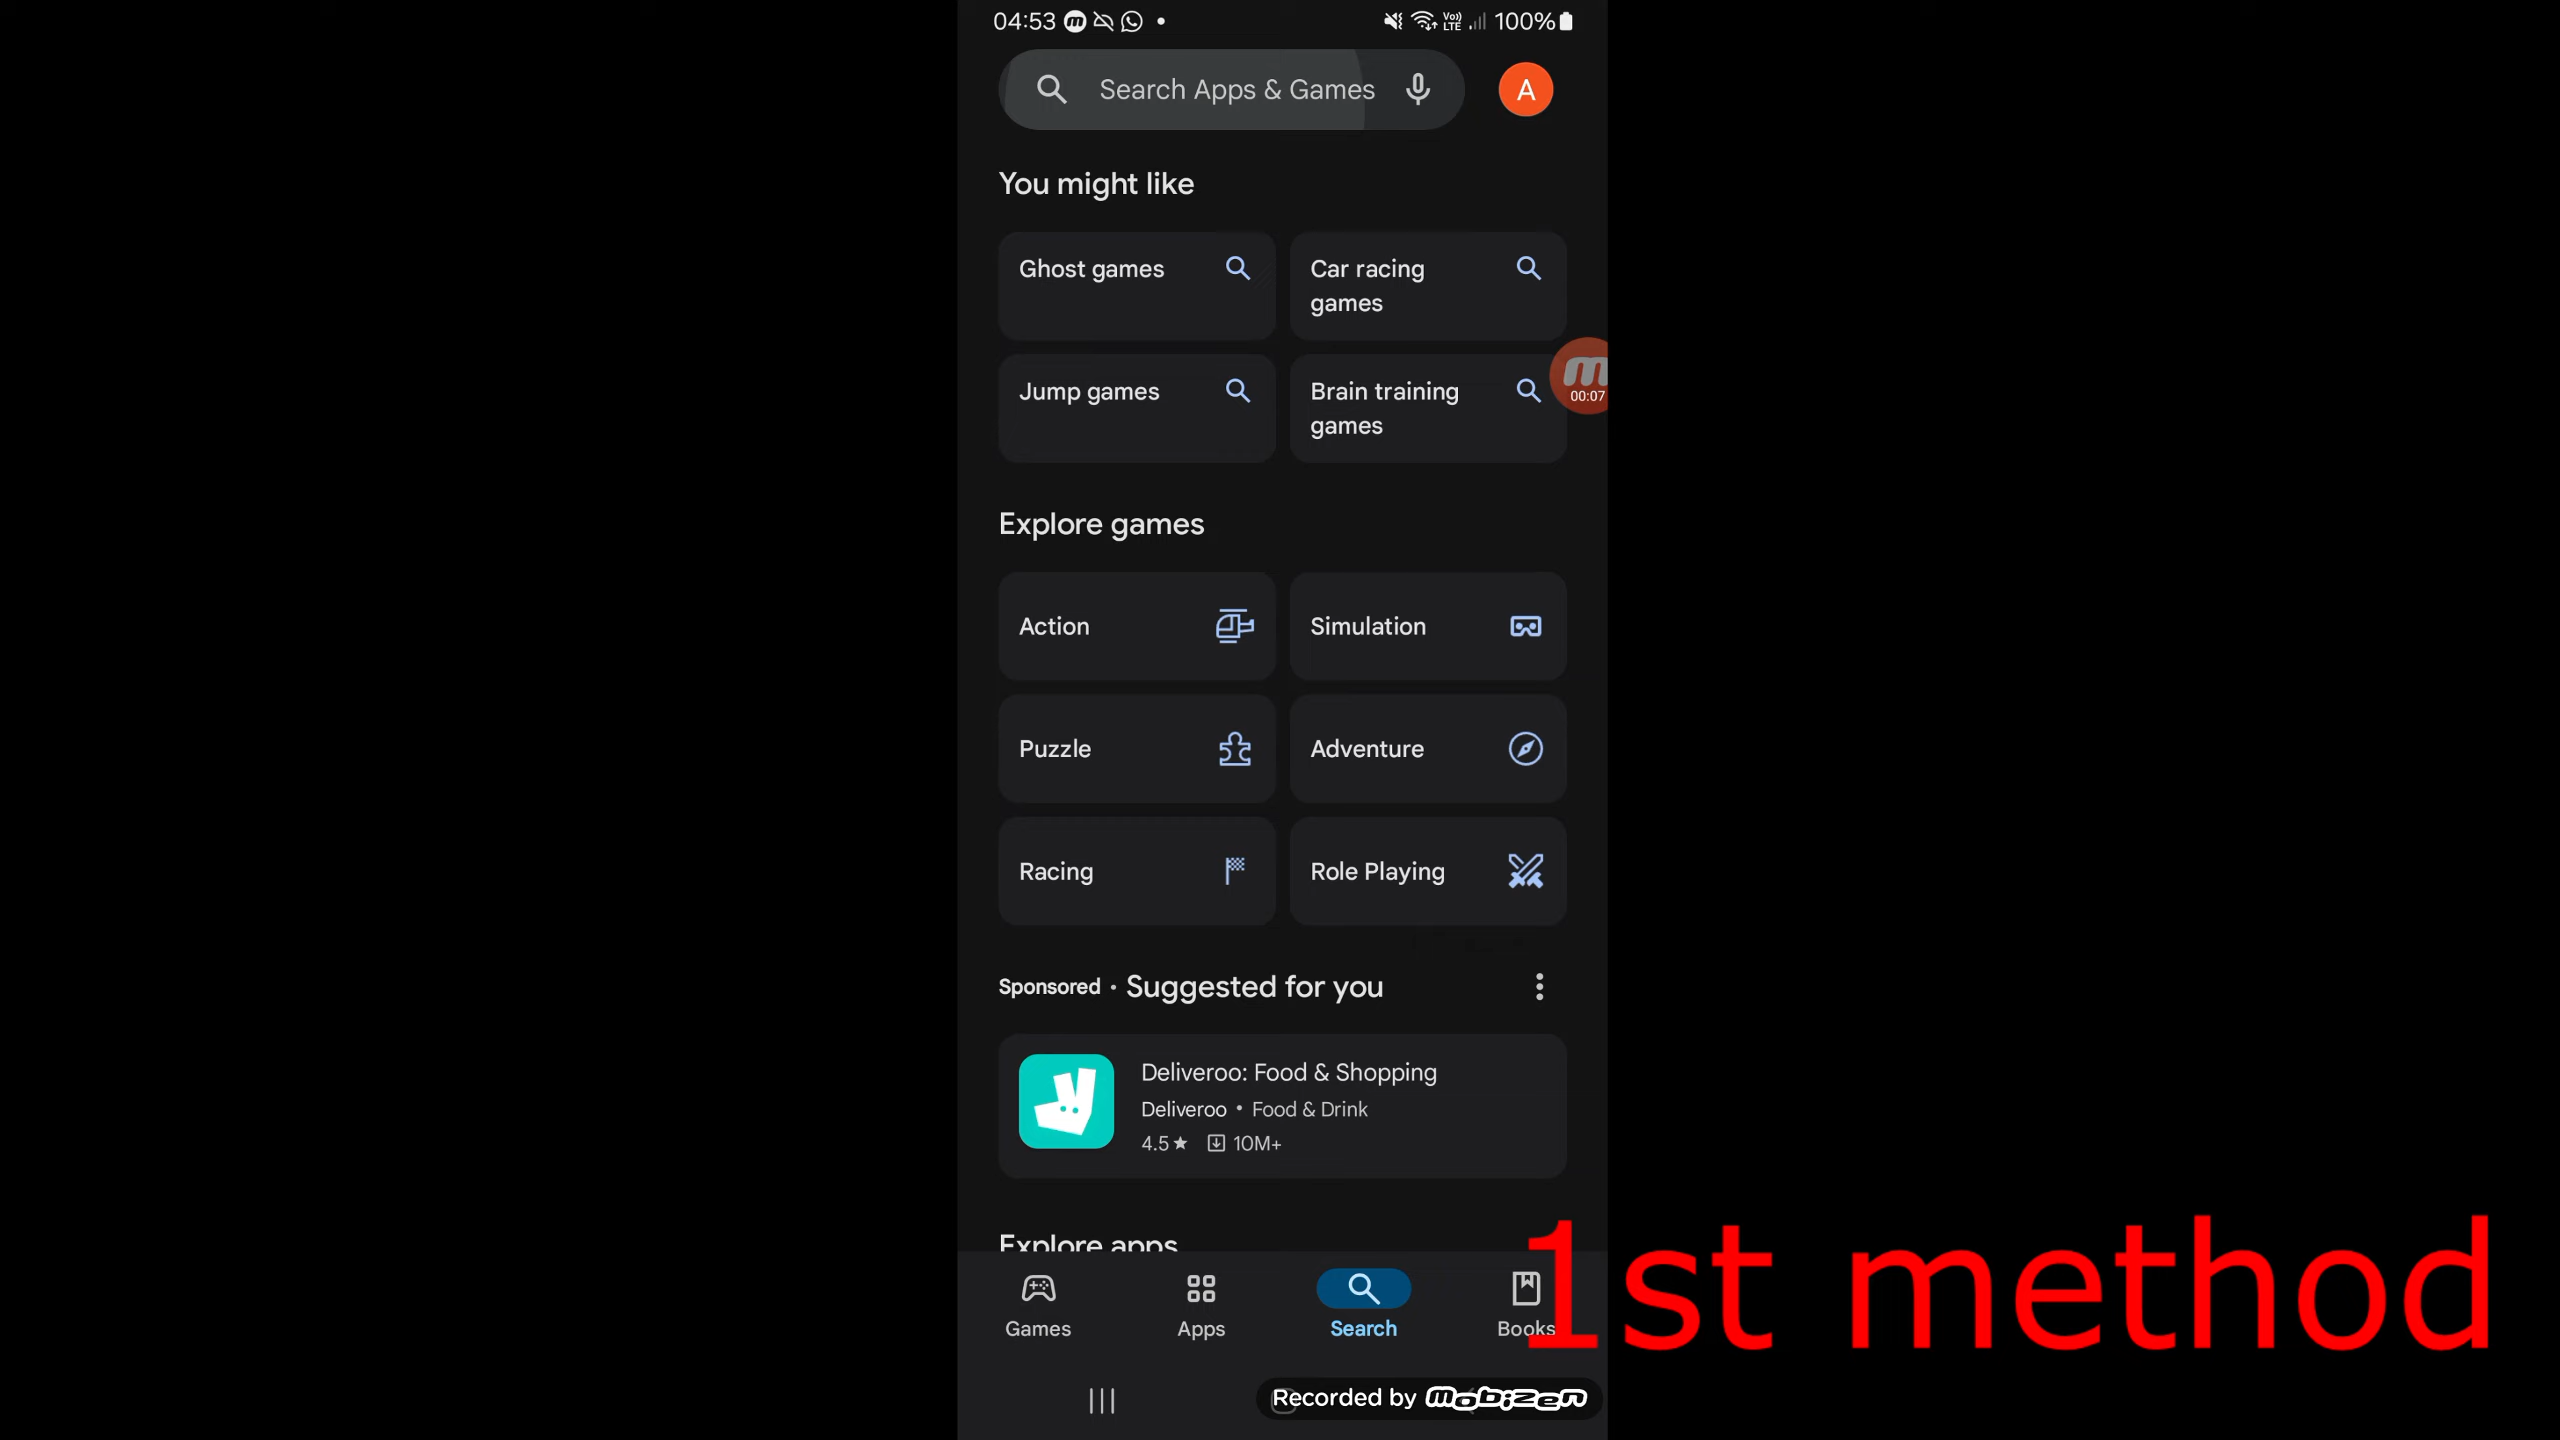 04:53 100%
Vo)) LTE
Search Apps & Games
A
You might like
Ghost games
Car racing games
Jump games
Brain training games
00:07
Explore games
Action
Simulation
Puzzle
Adventure
Racing
Role Playing
Sponsored • Suggested for you
Deliveroo: Food & Shopping
Deliveroo • Food & Drink
4.5★ 10M+
Explore apps
Games
Apps
Search
Books
1st method
Recorded by mobizen